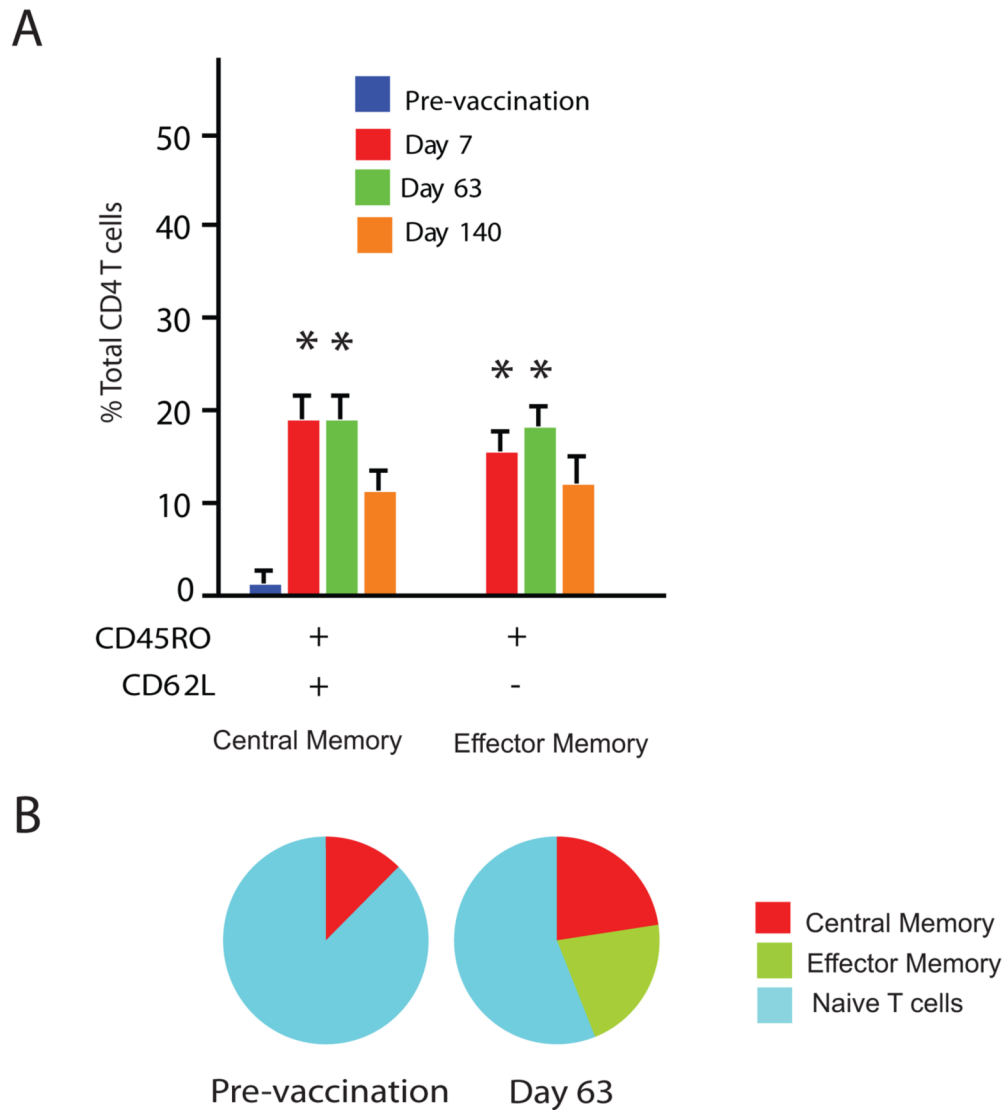 A
Pre-vaccination
Day 7
Day 63
Day 140
% Total CD4 T cells
50
40
30
20
10
0
* *
* *
CD45RO + +
CD62L + -
Central Memory Effector Memory
B
Central Memory
Effector Memory
Naive T cells
Pre-vaccination Day 63